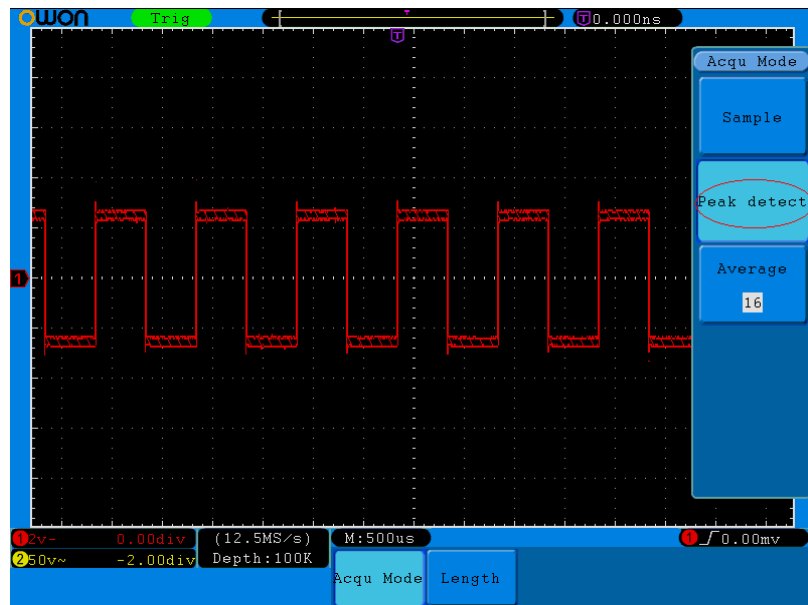 OWON Trig T 0.000ns
T
Acqu Mode
Sample
Peak detect
Average
16
1
1 2v- 0.00div (12.5MS/s) M:500us 1 0.00mv
2 50v~ -2.00div Depth:100K
Acqu Mode Length